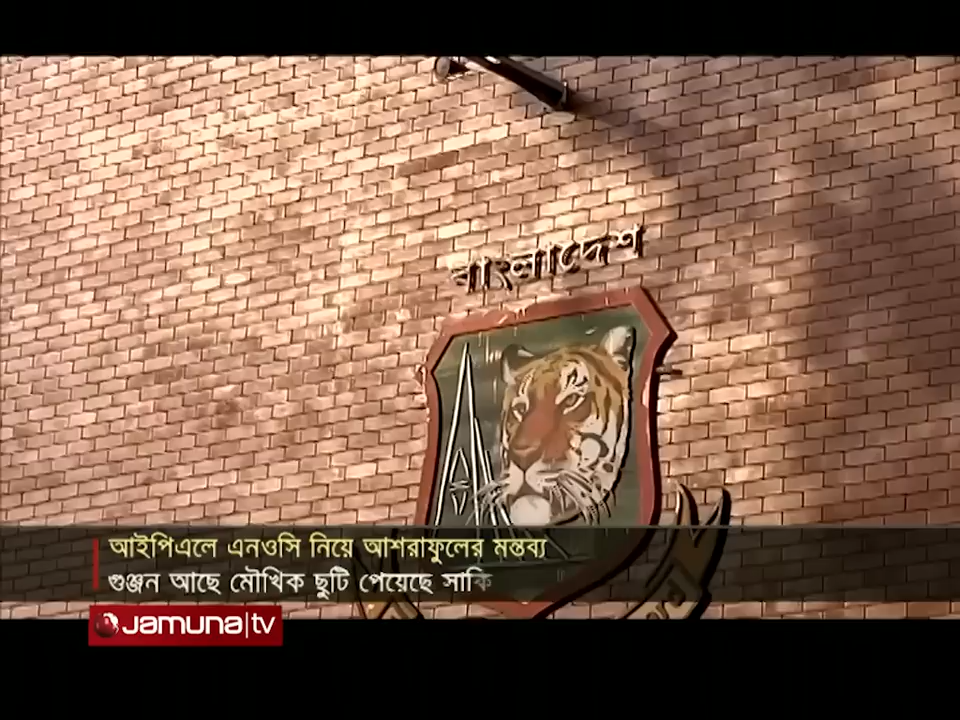 বাংলাদেশ
আইপিএলে এনওসি নিয়ে আশরাফুলের মন্তব্য
গুঞ্জন আছে মৌখিক ছুটি পেয়েছে সাকি
Jamuna|tv